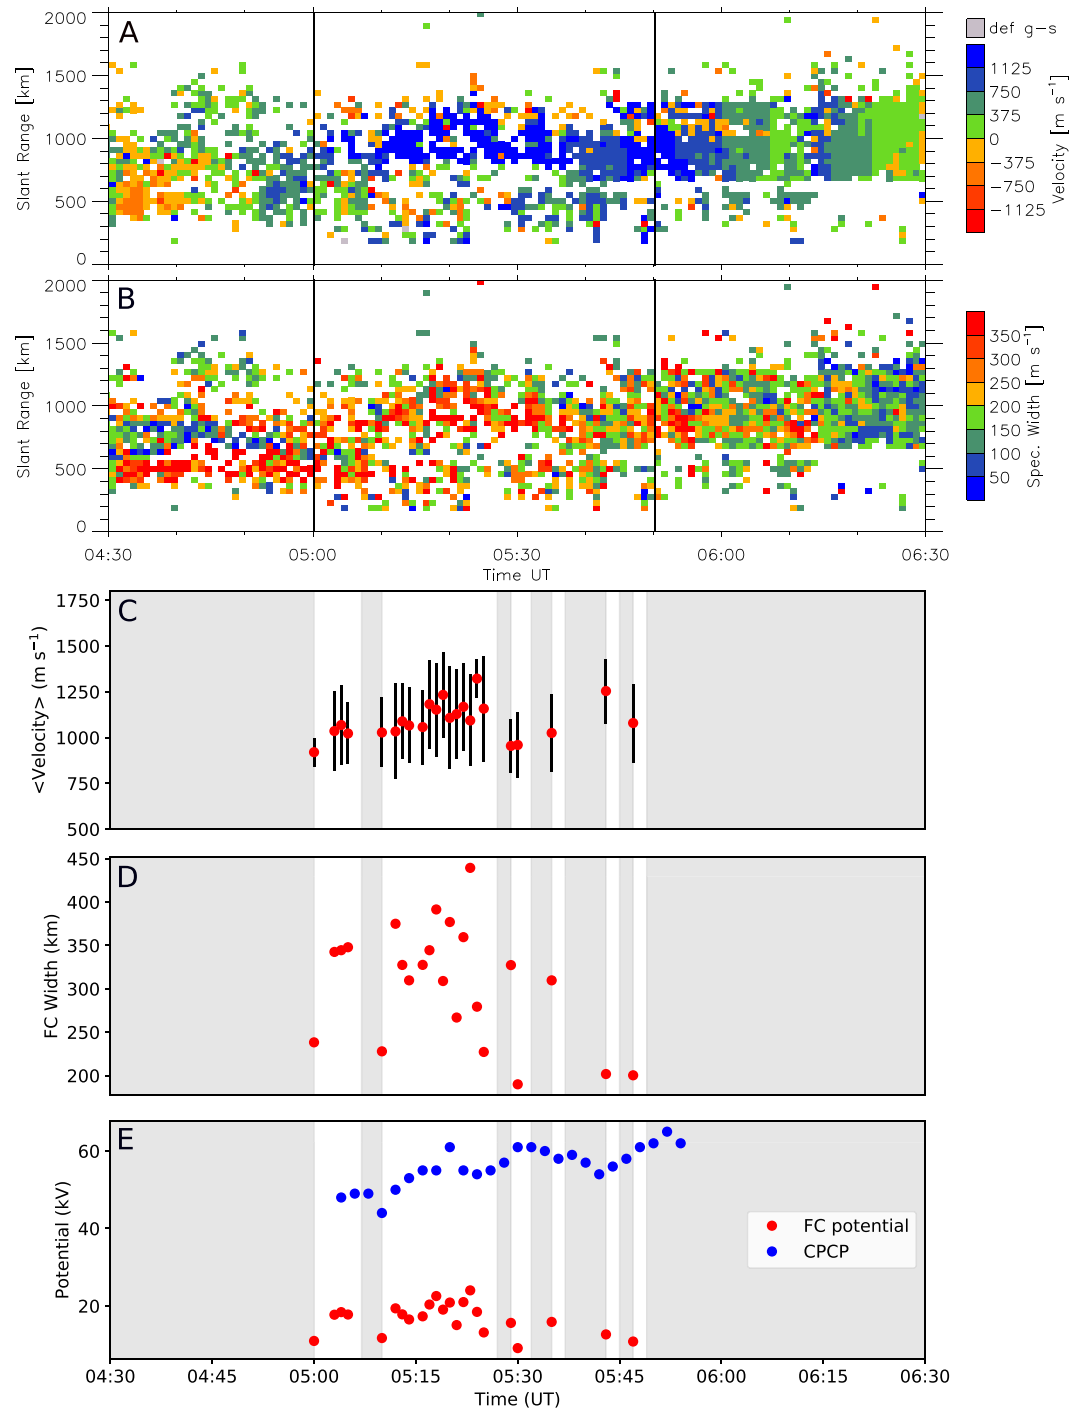 A
2000
1500
1000
500
0
Slant Range [km]
def g-s
1125
750
375
0
-375
-750
-1125
Velocity [m s⁻¹]
B
2000
1500
1000
500
0
Slant Range [km]
350
300
250
200
150
100
50
Spec. Width [m s⁻¹]
04:30 05:00 05:30 06:00 06:30
Time UT
C
1750
1500
1250
1000
750
500
<Velocity> (m s⁻¹)
D
450
400
350
300
250
200
FC Width (km)
E
60
40
20
Potential (kV)
FC potential
CPCP
04:30 04:45 05:00 05:15 05:30 05:45 06:00 06:15 06:30
Time (UT)